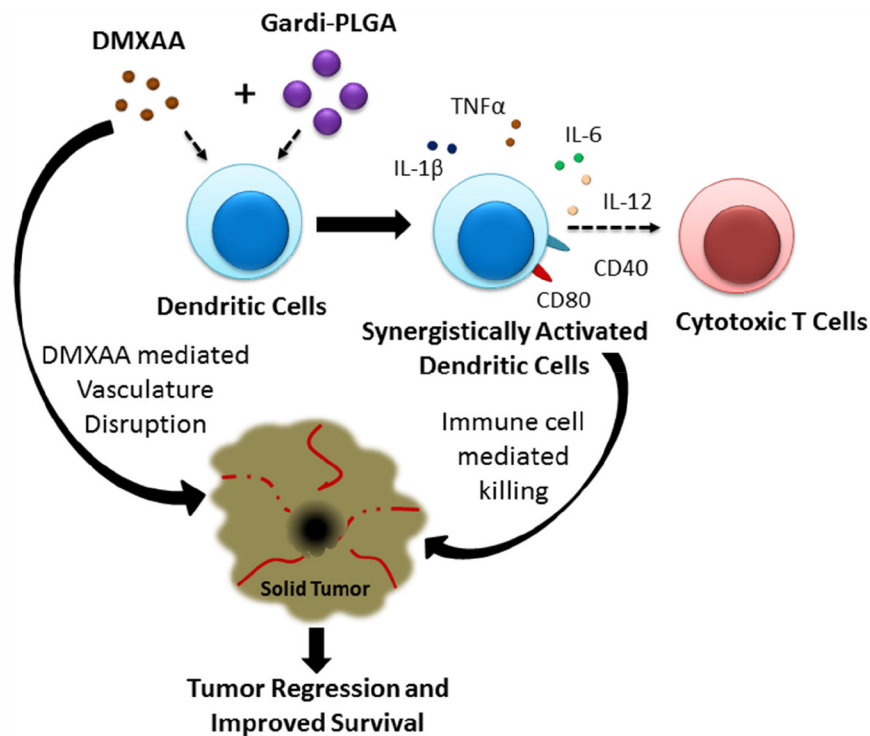 DMXAA
Gardi-PLGA
+
TNFα
IL-6
IL-1β
IL-12
CD40
CD80
Dendritic Cells
Synergistically Activated
Dendritic Cells
Cytotoxic T Cells
DMXAA mediated
Vasculature
Disruption
Immune cell
mediated
killing
Solid Tumor
Tumor Regression and
Improved Survival